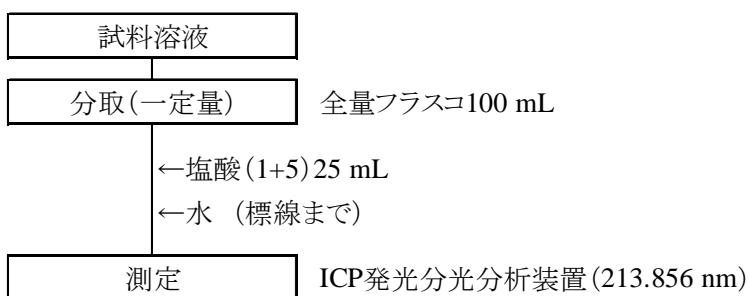 試料溶液
分取(一定量) 全量フラスコ100 mL
←塩酸(1+5)25 mL
←水 (標線まで)
測定 ICP発光分光分析装置(213.856 nm)